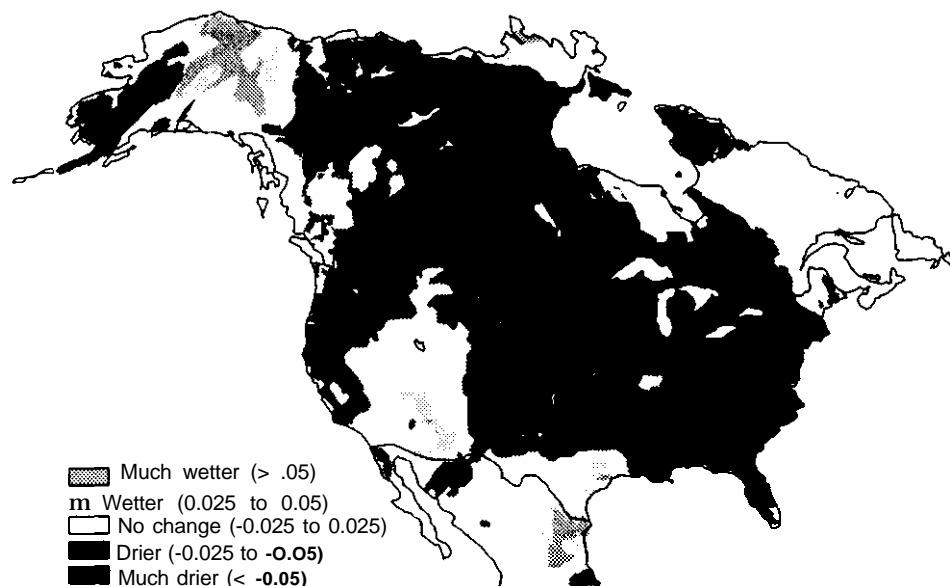 Much wetter (> .05)
m Wetter (0.025 to 0.05)
No change (-0.025 to 0.025)
Drier (-0.025 to -O.O5)
Much drier (< -0.05)